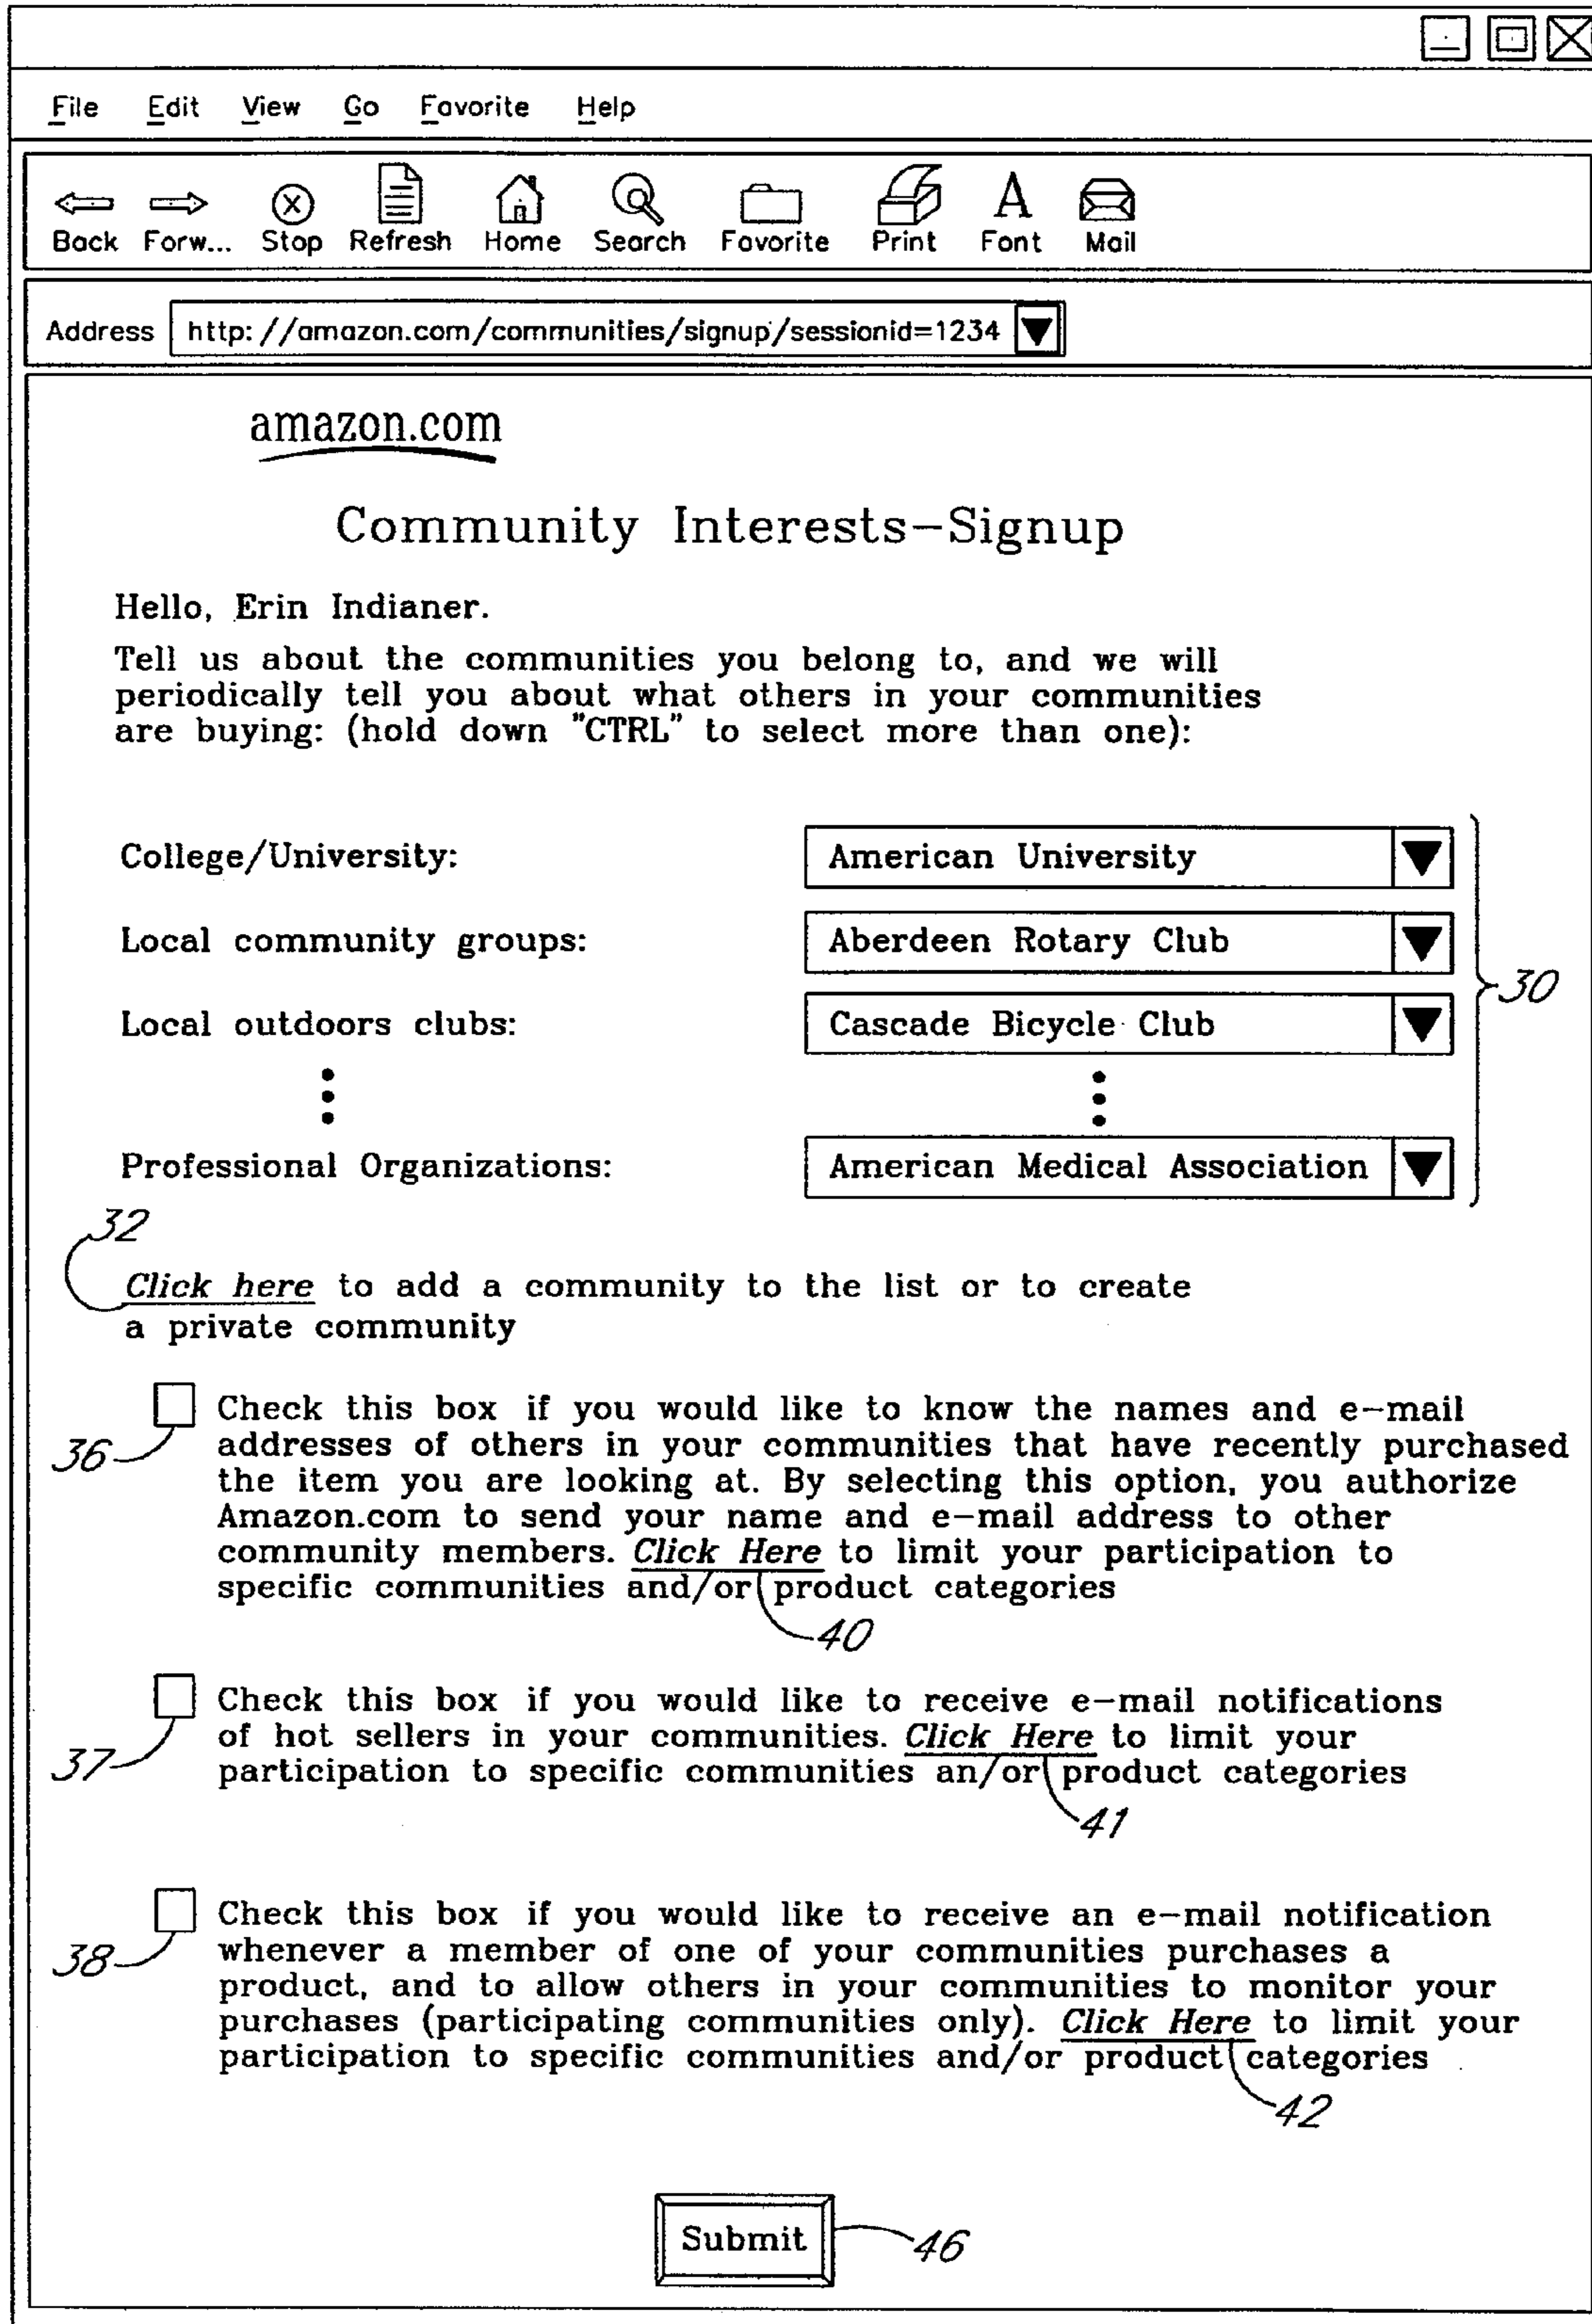 File Edit View Go Favorite Help
Back Forw... Stop Refresh Home Search Favorite Print Font Mail
Address http://amazon.com/communities/signup/sessionid=1234
amazon.com
Community Interests-Signup
Hello, Erin Indianer.
Tell us about the communities you belong to, and we will
periodically tell you about what others in your communities
are buying: (hold down "CTRL" to select more than one):
College/University: American University
Local community groups: Aberdeen Rotary Club
30
Local outdoors clubs: Cascade Bicycle Club
Professional Organizations: American Medical Association
32
Click here to add a community to the list or to create
a private community
Check this box if you would like to know the names and e-mail
36 addresses of others in your communities that have recently purchased
the item you are looking at. By selecting this option, you authorize
Amazon.com to send your name and e-mail address to other
community members. Click Here to limit your participation to
specific communities and/or product categories
40
Check this box if you would like to receive e-mail notifications
of hot sellers in your communities. Click Here to limit your
37 participation to specific communities an/or product categories
41
Check this box if you would like to receive an e-mail notification
38 whenever a member of one of your communities purchases a
product, and to allow others in your communities to monitor your
purchases (participating communities only). Click Here to limit your
participation to specific communities and/or product categories
42
Submit 46